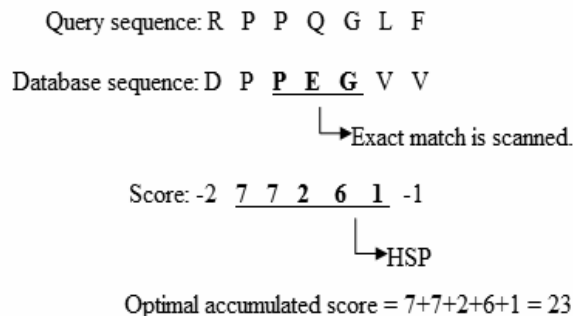 Query sequence: R P P Q G L F
Database sequence: D P P E G V V
Exact match is scanned.
Score: -2 7 7 2 6 1 -1
HSP
Optimal accumulated score = 7+7+2+6+1 = 23